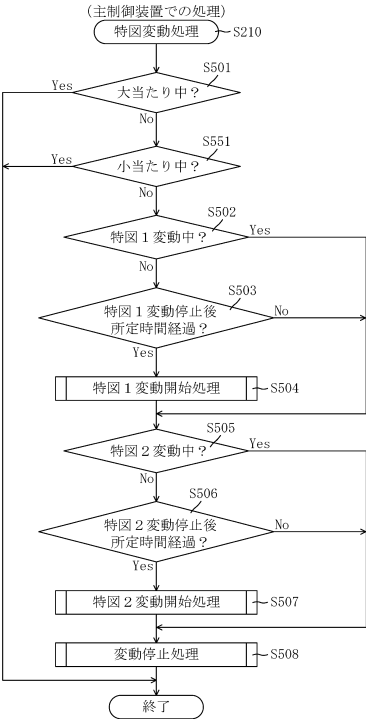 (主制御装置での処理)
特図変動処理
S210
S501
大当たり中？
Yes
No
S551
小当たり中？
Yes
No
S502
特図１変動中？
Yes
No
S503
特図１変動停止後
所定時間経過？
No
Yes
特図１変動開始処理
S504
S505
特図２変動中？
Yes
No
S506
特図２変動停止後
所定時間経過？
No
Yes
特図２変動開始処理
S507
変動停止処理
S508
終了